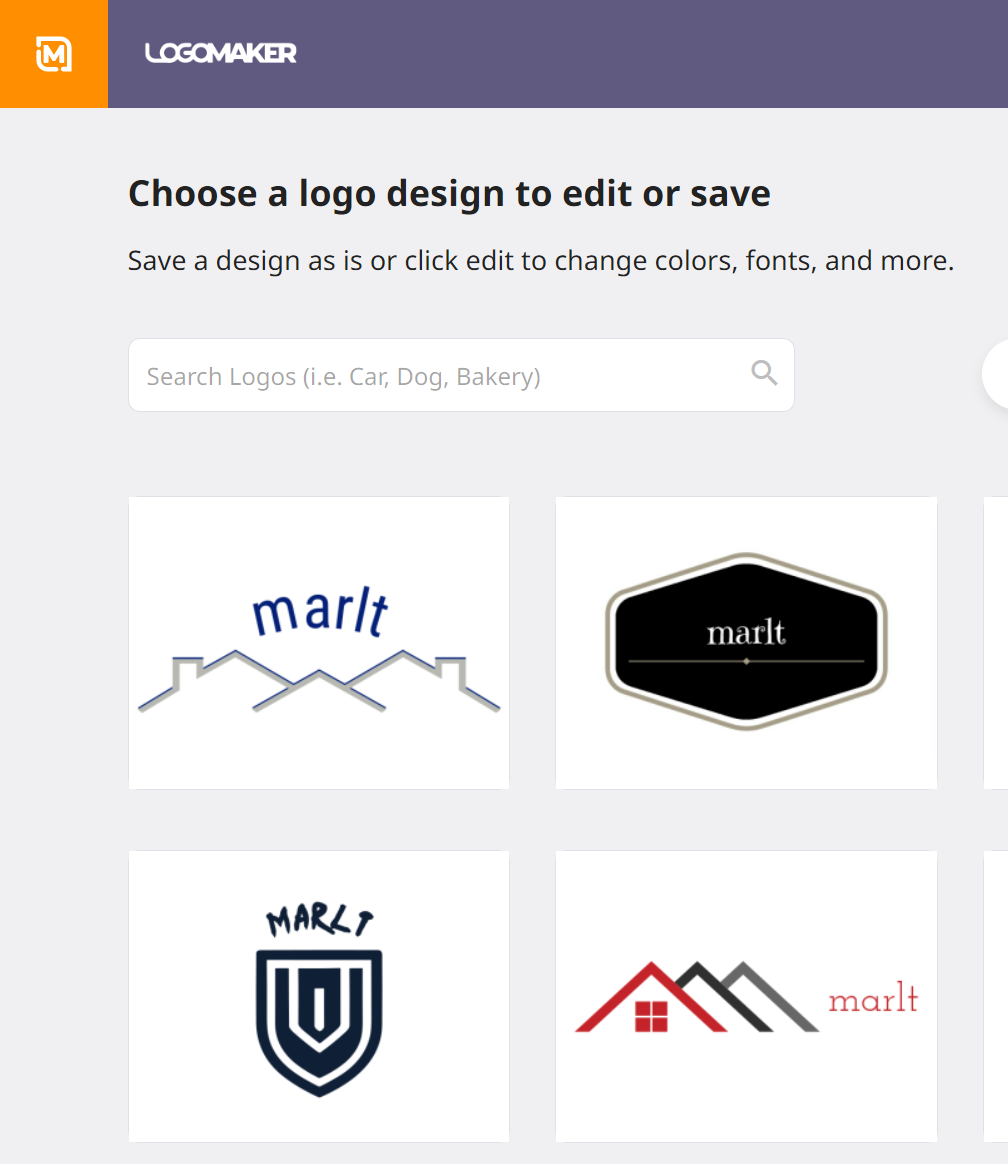 M
LOGOMAKER
Choose a logo design to edit or save
Save a design as is or click edit to change colors, fonts, and more.
Search Logos (i.e. Car, Dog, Bakery)
marlt
marlt
MARLT
marlt